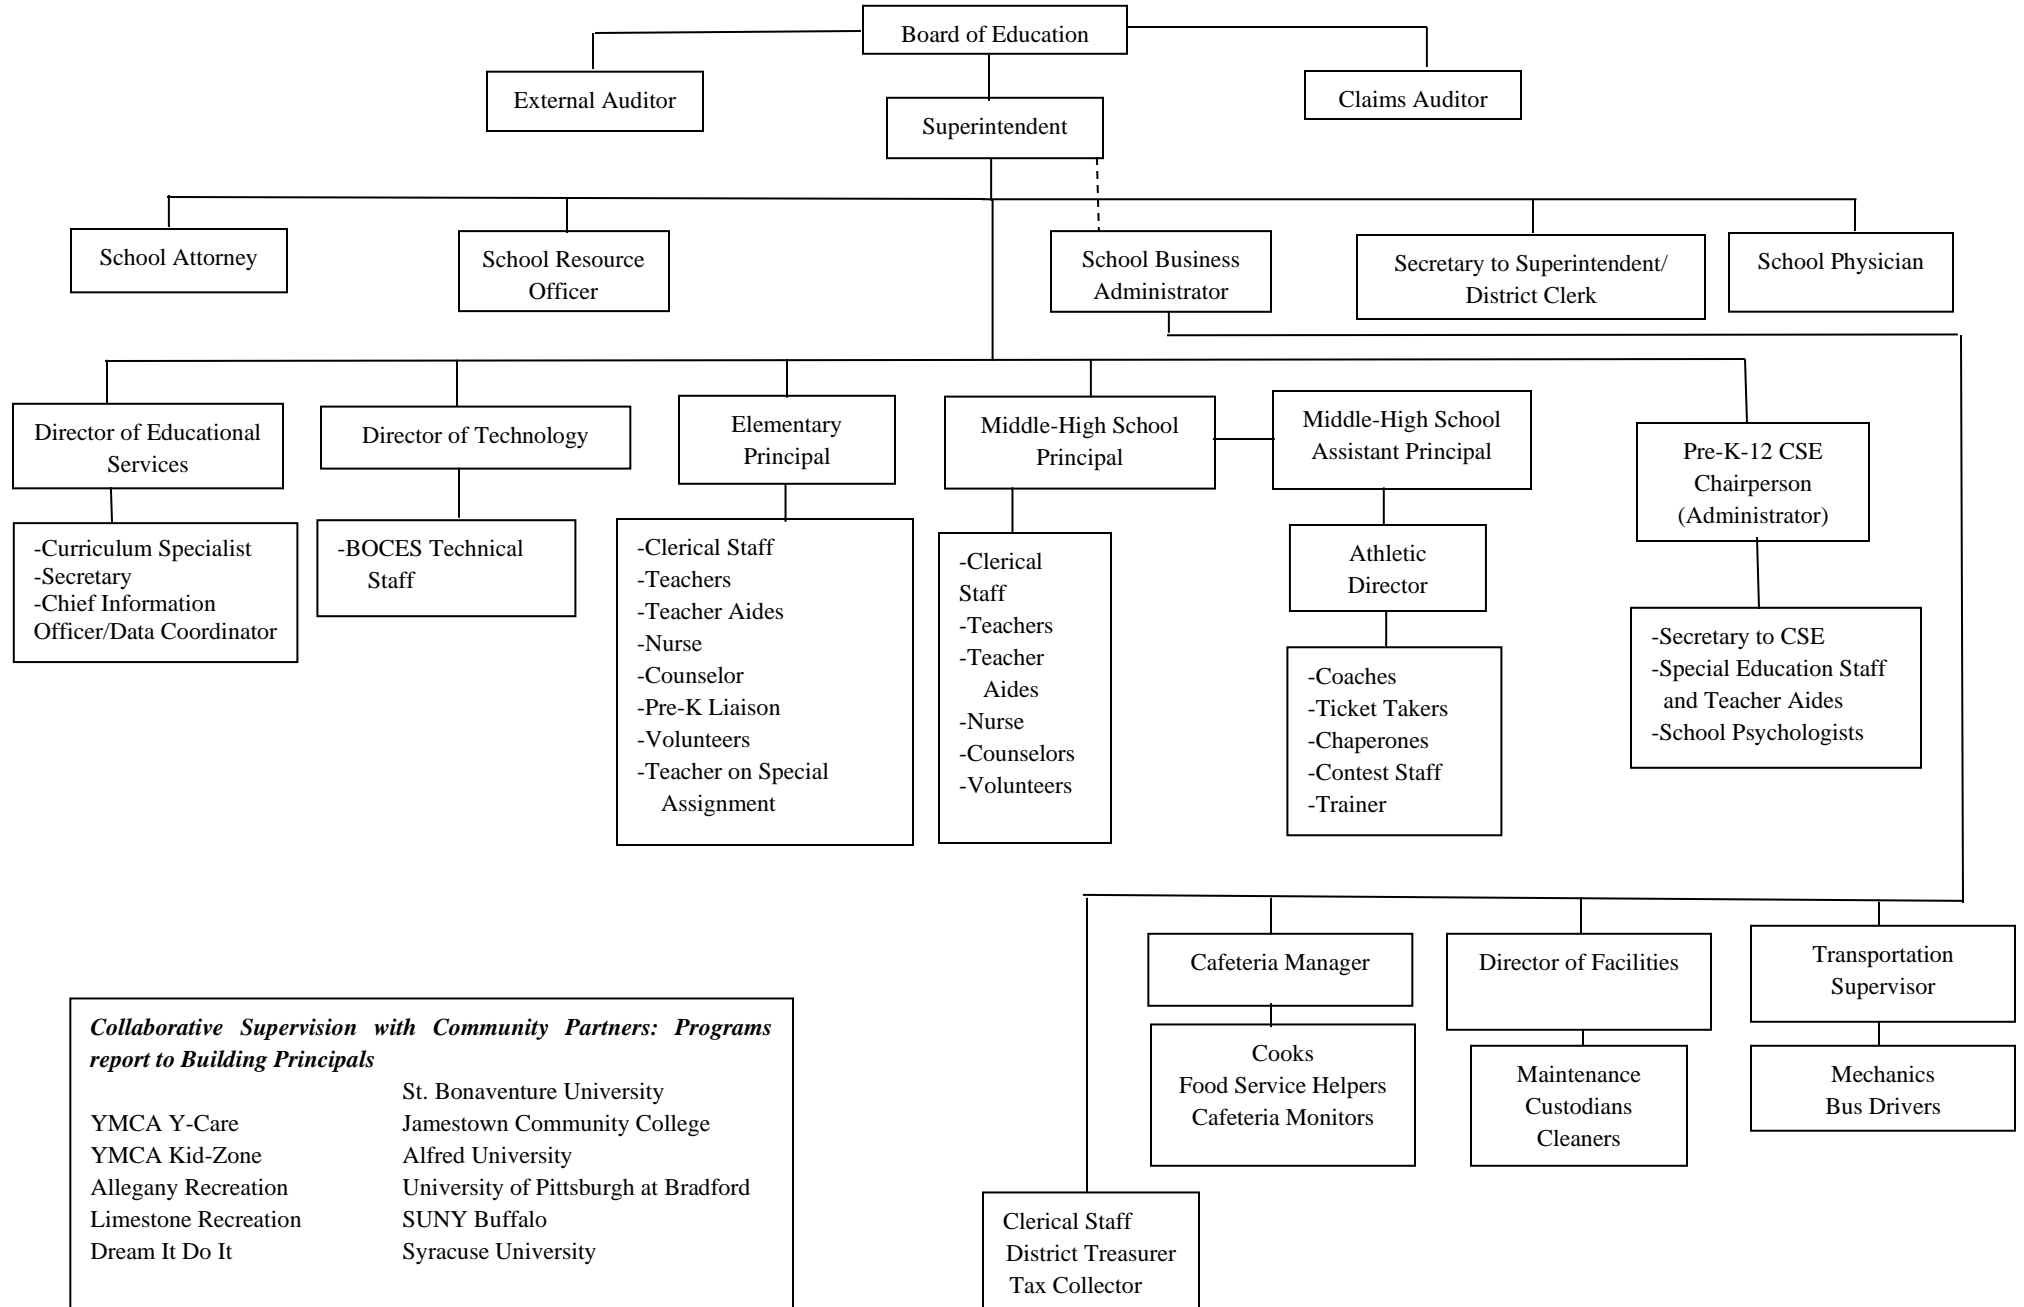 Board of Education
External Auditor
Claims Auditor
Superintendent
School Attorney
School Resource
Officer
School Business
Administrator
Secretary to Superintendent/
District Clerk
School Physician
Director of Educational
Services
Director of Technology
Elementary
Principal
Middle-High School
Principal
Middle-High School
Assistant Principal
Pre-K-12 CSE
Chairperson
(Administrator)
-Curriculum Specialist
-Secretary
-Chief Information
Officer/Data Coordinator
-BOCES Technical
Staff
-Clerical Staff
-Teachers
-Teacher Aides
-Nurse
-Counselor
-Pre-K Liaison
-Volunteers
-Teacher on Special
Assignment
-Clerical
Staff
-Teachers
-Teacher
Aides
-Nurse
-Counselors
-Volunteers
Athletic
Director
-Coaches
-Ticket Takers
-Chaperones
-Contest Staff
-Trainer
-Secretary to CSE
-Special Education Staff
and Teacher Aides
-School Psychologists
Cafeteria Manager
Director of Facilities
Transportation
Supervisor
Cooks
Food Service Helpers
Cafeteria Monitors
Maintenance
Custodians
Cleaners
Mechanics
Bus Drivers
Clerical Staff
District Treasurer
Tax Collector
Collaborative Supervision with Community Partners: Programs
report to Building Principals
St. Bonaventure University
YMCA Y-Care Jamestown Community College
YMCA Kid-Zone Alfred University
Allegany Recreation University of Pittsburgh at Bradford
Limestone Recreation SUNY Buffalo
Dream It Do It Syracuse University